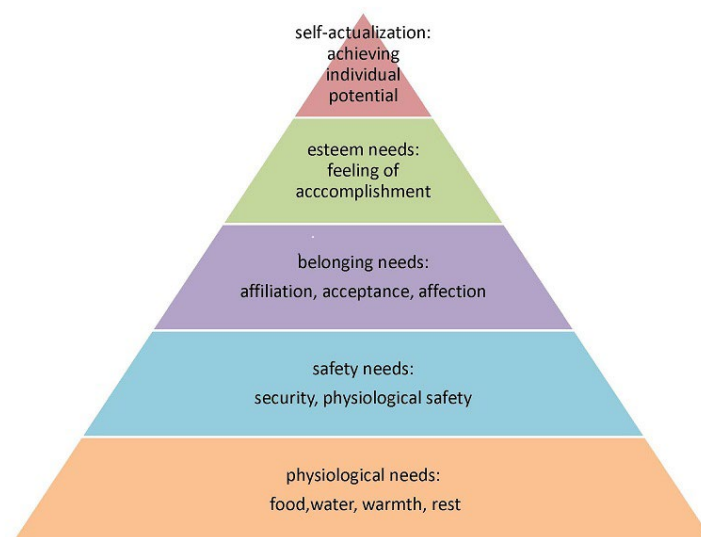 self-actualization:
achieving
individual
potential
esteem needs:
feeling of
acccomplishment
belonging needs:
affiliation, acceptance, affection
safety needs:
security, physiological safety
physiological needs:
food,water, warmth, rest